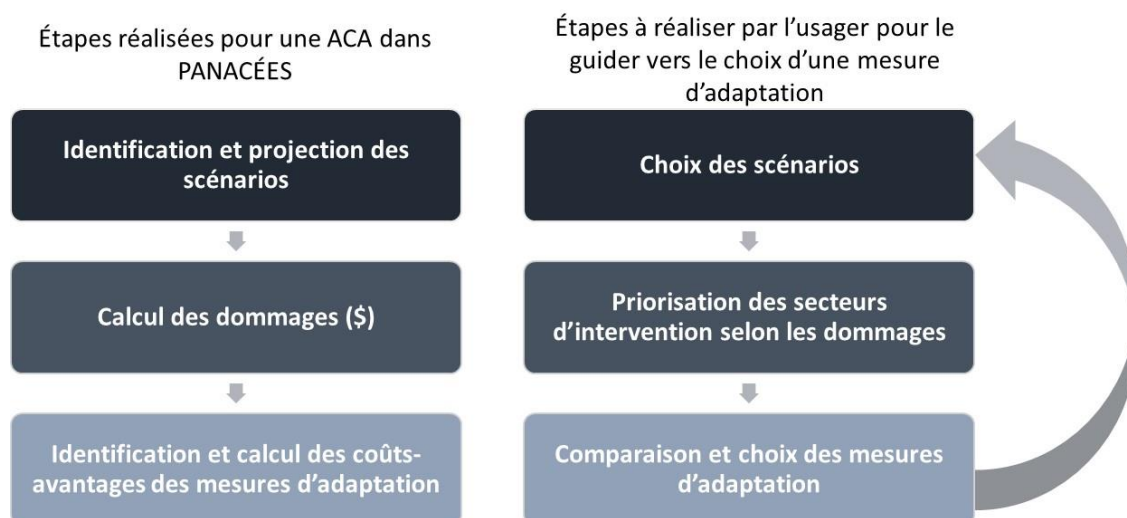 Étapes réalisées pour une ACA dans
PANACÉES
Identification et projection des
scénarios
Calcul des dommages ($)
Identification et calcul des coûts-
avantages des mesures d'adaptation
Étapes à réaliser par l'usager pour le
guider vers le choix d'une mesure
d'adaptation
Choix des scénarios
Priorisation des secteurs
d'intervention selon les dommages
Comparaison et choix des mesures
d'adaptation